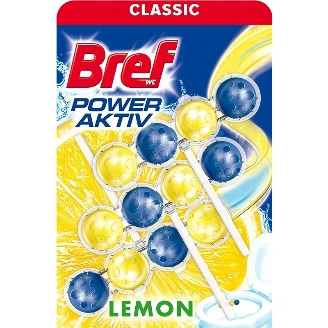 CLASSIC
Bref
WC
POWER
AKTIV
LEMON